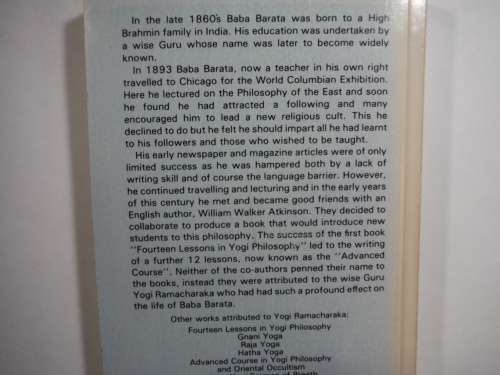 In the late 1860's Baba Barata was born to a High
Brahmin family in India. His education was undertaken by
a wise Guru whose name was later to become widely
known.
In 1893 Baba Barata, now a teacher in his own right
travelled to Chicago for the World Columbian Exhibition.
Here he lectured on the Philosophy of the East and soon
he found he had attracted a following and many
encouraged him to lead a new religious cult. This he
declined to do but he felt he should impart all he had learnt
to his followers and those who wished to be taught.
His early newspaper and magazine articles were of only
limited success as he was hampered both by a lack of
writing skill and of course the language barrier. However,
he continued travelling and lecturing and in the early years
of this century he met and became good friends with an
English author, William Walker Atkinson. They decided to
collaborate to produce a book that would introduce new
students to this philosophy. The success of the first book
"Fourteen Lessons in Yogi Philosophy" led to the writing
of a further 12 lessons, now known as the "Advanced
Course". Neither of the co-authors penned their name to
the books, instead they were attributed to the wise Guru
Yogi Ramacharaka who had had such a profound effect on
the life of Baba Barata.
Other works attributed to Yogi Ramacharaka:
Fourteen Lessons in Yogi Philosophy
Gnani Yoga
Raja Yoga
Hatha Yoga
Advanced Course in Yogi Philosophy
and Oriental Occultism